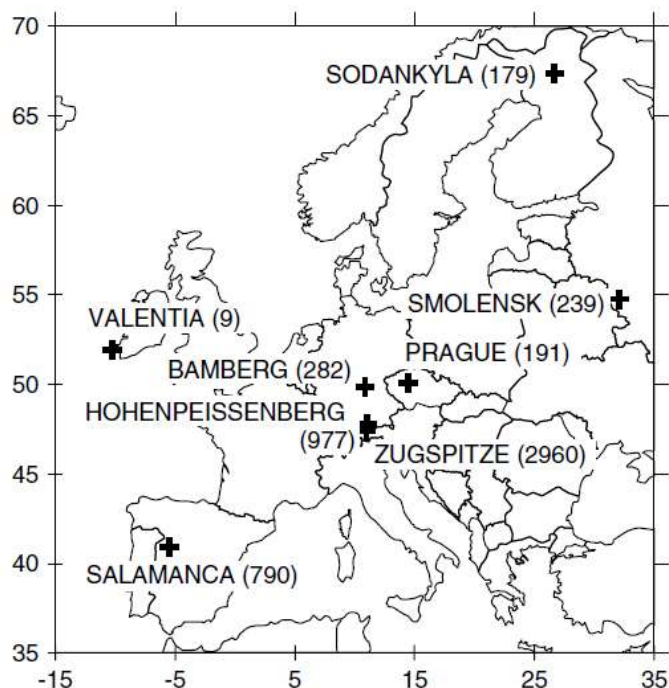 70
65
60
55
50
45
40
35
-15
-5
5
15
25
35
SODANKYLA (179)
SMOLENSK (239)
VALENTIA (9)
PRAGUE (191)
BAMBERG (282)
HOHENPEISSENBERG
(977)
ZUGSPITZE (2960)
SALAMANCA (790)